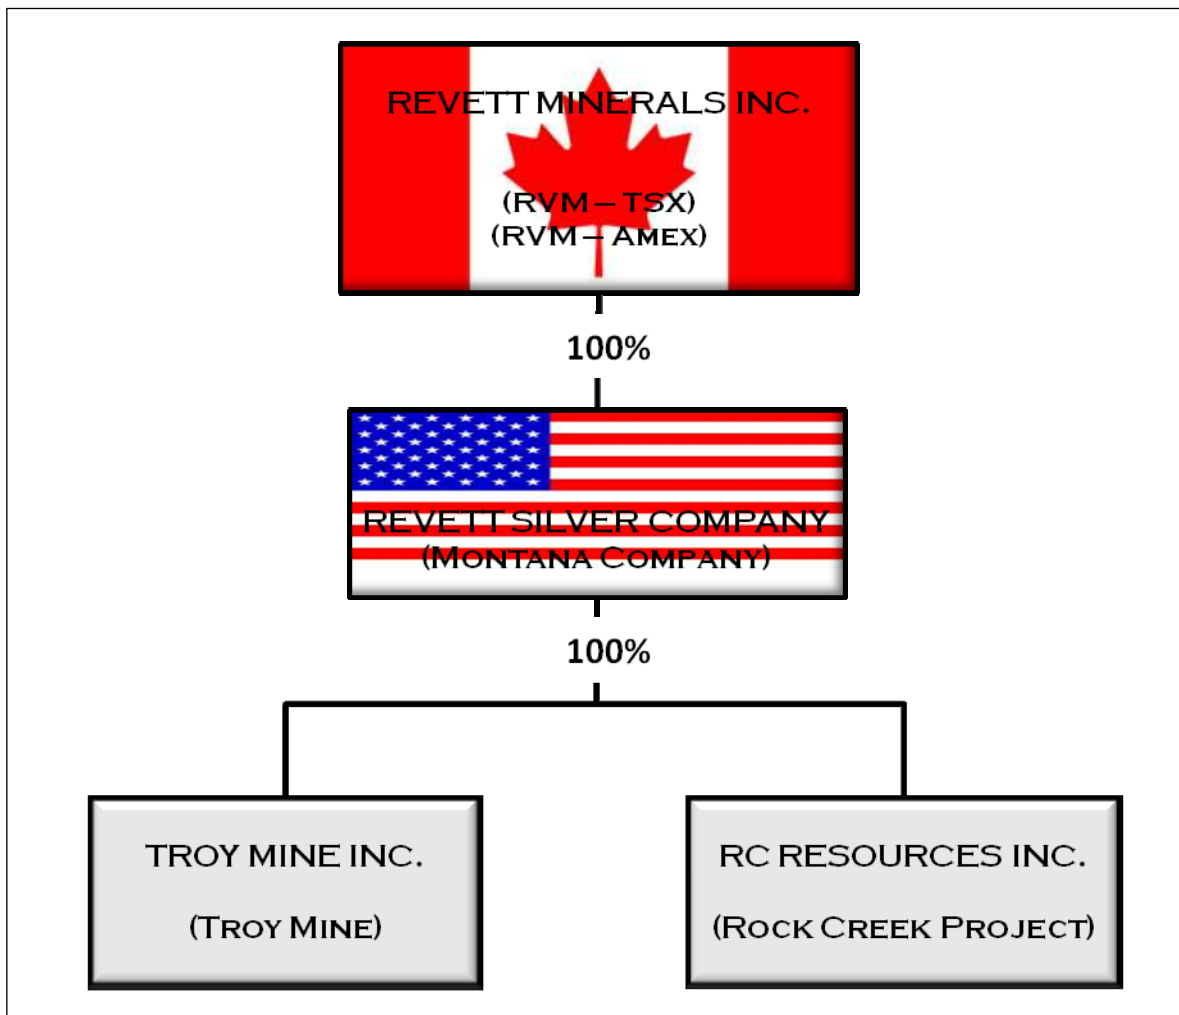 REVETT MINERALS INC.
(RVM – TSX)
(RVM – AMEX)
100%
REVETT SILVER COMPANY
(MONTANA COMPANY)
100%
TROY MINE INC.
(TROY MINE)
RC RESOURCES INC.
(ROCK CREEK PROJECT)